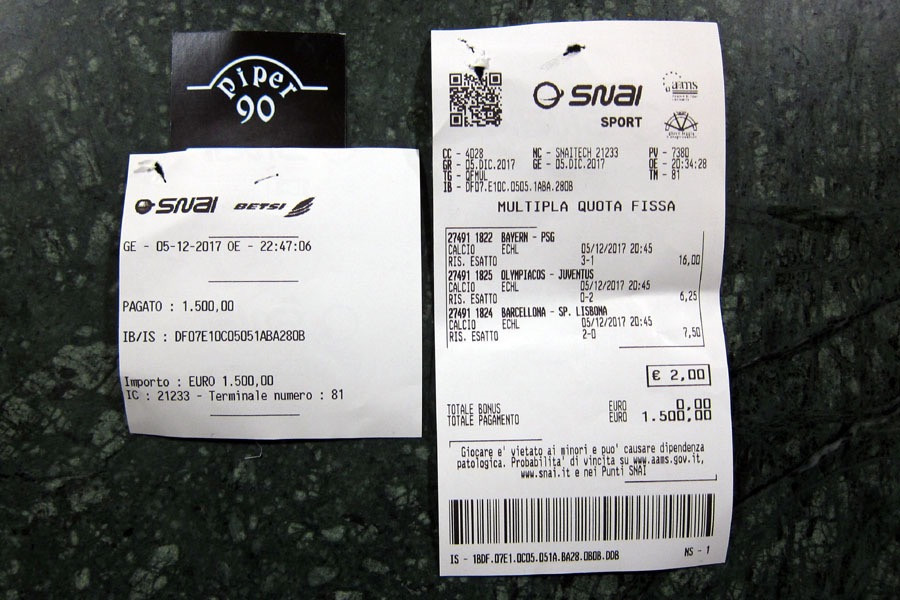 piper
90
SNAI BETSI
GE - 05-12-2017 OE - 22:47:06
PAGATO : 1.500,00
IB/IS : DF07E10C05051ABA280B
Importo : EURO 1.500,00
IC : 21233 - Terminale numero : 81
SNAI
SPORT
aams
CC - 4028 NC - SNAITECH 21233 PV - 7380
GR - 05.DIC.2017 GE - 05.DIC.2017 OE - 20:34:28
TG - QFMUL TM - 81
IB - DF07.E10C.0505.1ABA.280B
MULTIPLA QUOTA FISSA
27491 1822 BAYERN - PSG
CALCIO ECHL 05/12/2017 20:45
RIS. ESATTO 3-1 16,00
27491 1825 OLYMPIACOS - JUVENTUS
CALCIO ECHL 05/12/2017 20:45
RIS. ESATTO 0-2 6,25
27491 1824 BARCELLONA - SP. LISBONA
CALCIO ECHL 05/12/2017 20:45
RIS. ESATTO 2-0 7,50
€ 2,00
TOTALE BONUS EURO 0,00
TOTALE PAGAMENTO EURO 1.500,00
Giocare e' vietato ai minori e puo' causare dipendenza
patologica. Probabilita' di vincita su www.aams.gov.it,
www.snai.it e nei Punti SNAI
IS - 1BDF.07E1.0C05.051A.BA28.0B0B.DDB NS - 1